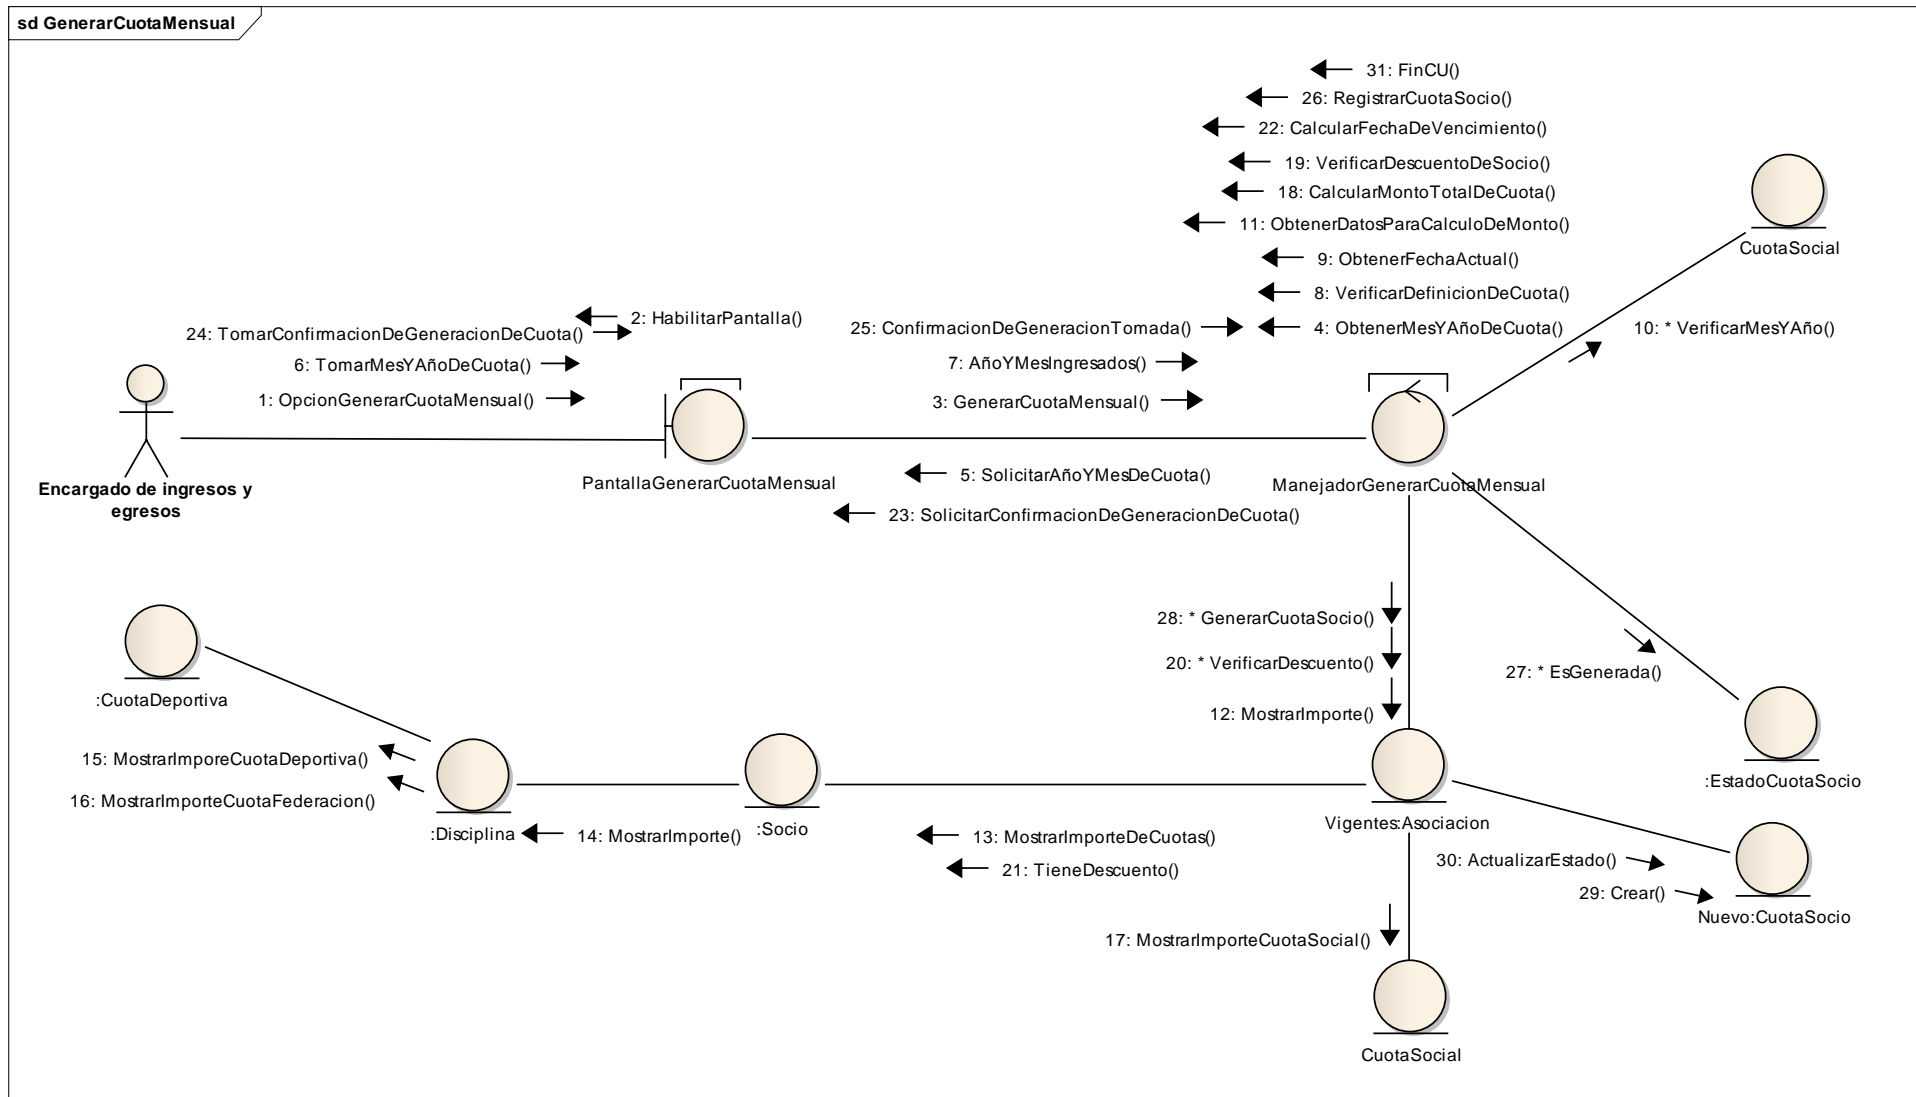 sd GenerarCuotaMensual
31: FinCU()
26: RegistrarCuotaSocio()
22: CalcularFechaDeVencimiento()
19: VerificarDescuentoDeSocio()
18: CalcularMontoTotalDeCuota()
11: ObtenerDatosParaCalculoDeMonto()
9: ObtenerFechaActual()
8: VerificarDefinicionDeCuota()
4: ObtenerMesYAñoDeCuota()
CuotaSocial
10: * VerificarMesYAño()
2: HabilitarPantalla()
24: TomarConfirmacionDeGeneracionDeCuota()
6: TomarMesYAñoDeCuota()
1: OpcionGenerarCuotaMensual()
25: ConfirmacionDeGeneracionTomada()
7: AñoYMesIngresados()
3: GenerarCuotaMensual()
Encargado de ingresos y
egresos
PantallaGenerarCuotaMensual
ManejadorGenerarCuotaMensual
5: SolicitarAñoYMesDeCuota()
23: SolicitarConfirmacionDeGeneracionDeCuota()
28: * GenerarCuotaSocio()
20: * VerificarDescuento()
12: MostrarImporte()
27: * EsGenerada()
:CuotaDeportiva
15: MostrarImporeCuotaDeportiva()
16: MostrarImporteCuotaFederacion()
:Disciplina
14: MostrarImporte()
:Socio
13: MostrarImporteDeCuotas()
21: TieneDescuento()
Vigentes:Asociacion
:EstadoCuotaSocio
30: ActualizarEstado()
29: Crear()
Nuevo:CuotaSocio
17: MostrarImporteCuotaSocial()
CuotaSocial